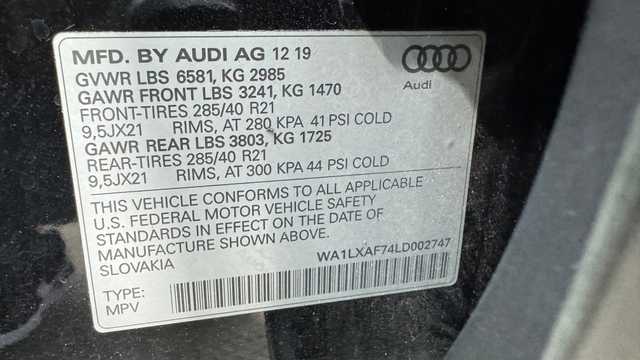 MFD. BY AUDI AG 12 19
GVWR LBS 6581, KG 2985
GAWR FRONT LBS 3241, KG 1470
FRONT-TIRES 285/40 R21
9,5JX21 RIMS, AT 280 KPA 41 PSI COLD
GAWR REAR LBS 3803, KG 1725
REAR-TIRES 285/40 R21
9,5JX21 RIMS, AT 300 KPA 44 PSI COLD
Audi
THIS VEHICLE CONFORMS TO ALL APPLICABLE
U.S. FEDERAL MOTOR VEHICLE SAFETY
STANDARDS IN EFFECT ON THE DATE OF
MANUFACTURE SHOWN ABOVE.
SLOVAKIA
WA1LXAF74LD002747
TYPE:
MPV